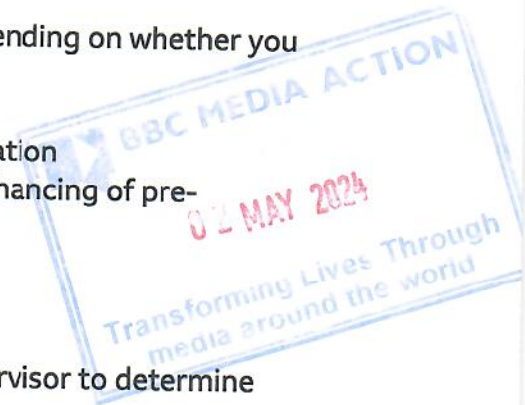 ending on whether you
BBC MEDIA ACTION
ation
nancing of pre-
02 MAY 2024
Transforming Lives Through
media around the world
rvisor to determine